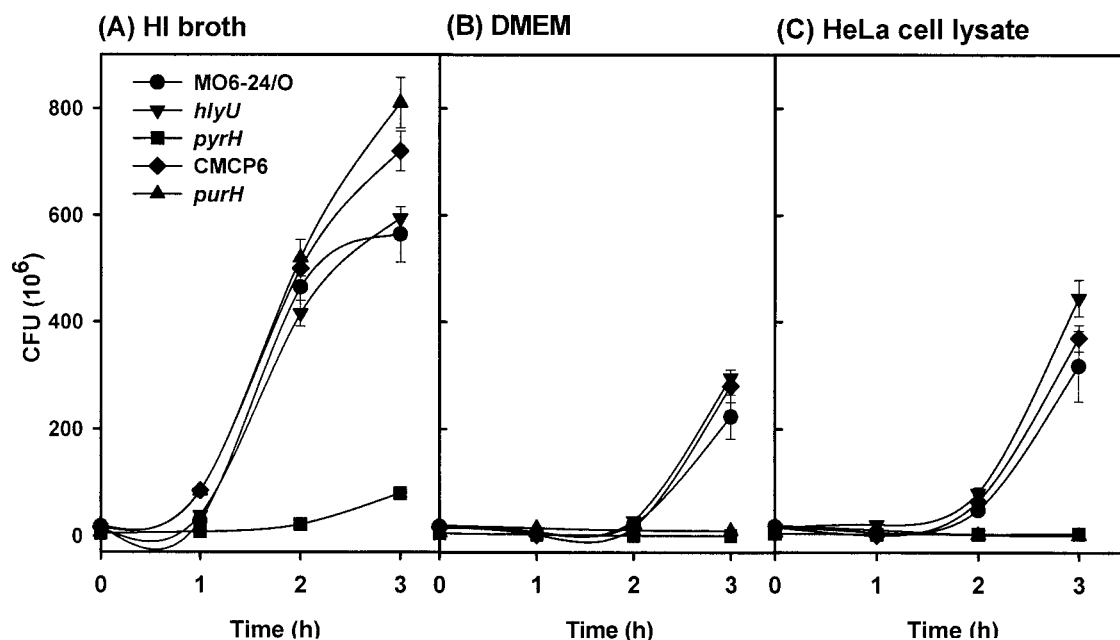 (A) HI broth
(B) DMEM
(C) HeLa cell lysate
MO6-24/O
hlyU
pyrH
CMCP6
purH
CFU (10⁶)
800
600
400
200
0
0 1 2 3
0 1 2 3
0 1 2 3
Time (h)
Time (h)
Time (h)